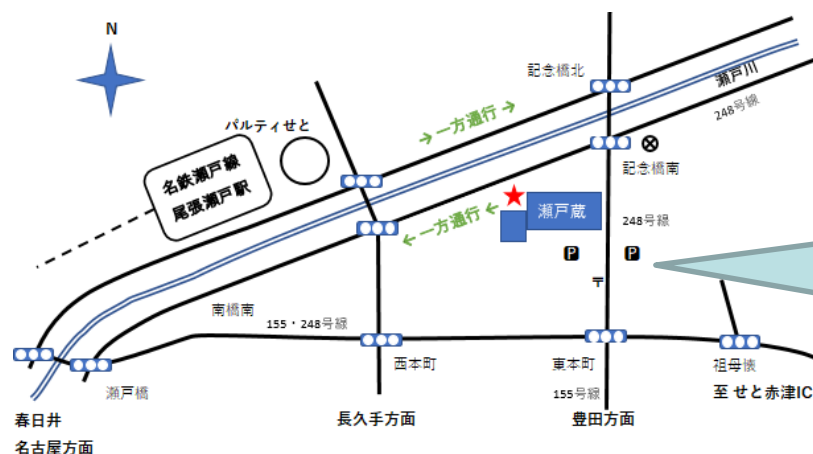 N
記念橋北
瀬戸川
248号線
→一方通行→
パルティせと
記念橋南
名鉄瀬戸線
尾張瀬戸駅
瀬戸蔵
248号線
←一方通行←
P
P
〒
南橋南
155・248号線
西本町
東本町
祖母懐
瀬戸橋
155号線
至 せと赤津IC
春日井
名古屋方面
長久手方面
豊田方面